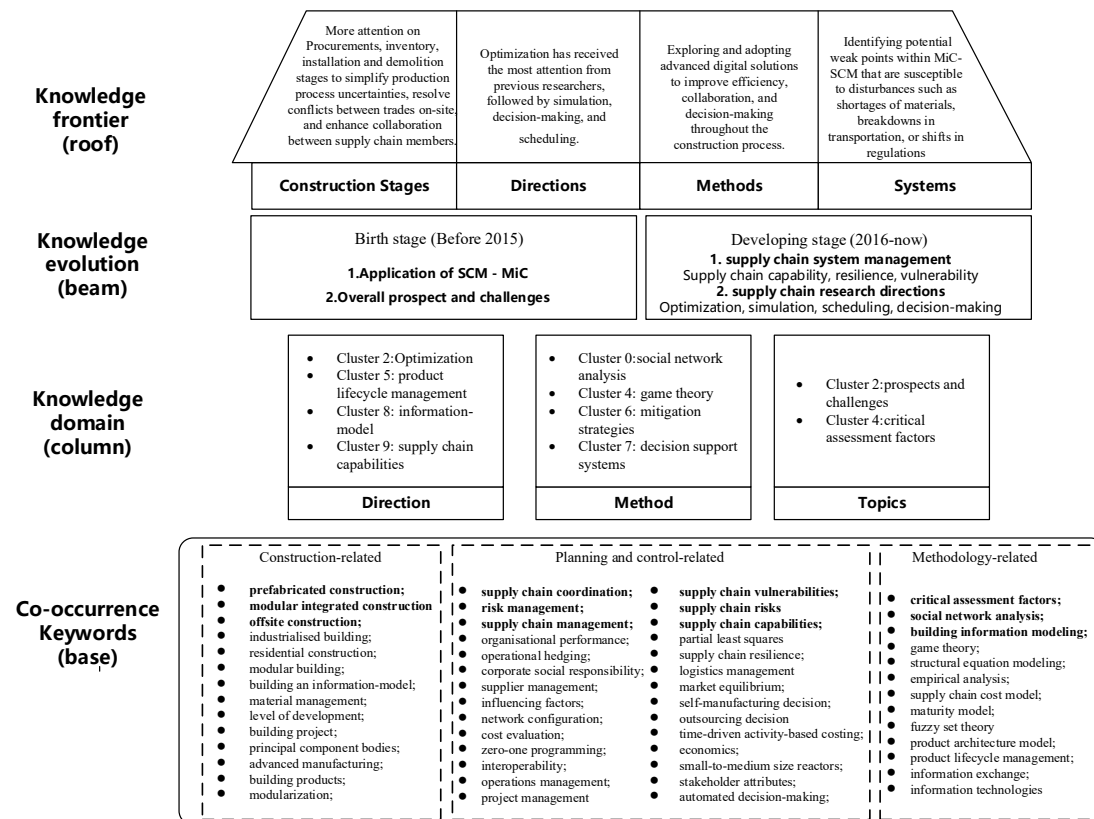 Knowledge
frontier
(roof)
More attention on
Procurements, inventory,
installation and demolition
stages to simplify production
process uncertainties, resolve
conflicts between trades on-site,
and enhance collaboration
between supply chain members.
Optimization has received
the most attention from
previous researchers,
followed by simulation,
decision-making, and
scheduling.
Exploring and adopting
advanced digital solutions
to improve efficiency,
collaboration, and
decision-making
throughout the
construction process.
Identifying potential
weak points within MiC-
SCM that are susceptible
to disturbances such as
shortages of materials,
breakdowns in
transportation, or shifts in
regulations
Construction Stages
Directions
Methods
Systems
Knowledge
evolution
(beam)
Birth stage (Before 2015)
1.Application of SCM - MiC
2.Overall prospect and challenges
Developing stage (2016-now)
1. supply chain system management
Supply chain capability, resilience, vulnerability
2. supply chain research directions
Optimization, simulation, scheduling, decision-making
Knowledge
domain
(column)
• Cluster 2:Optimization
• Cluster 5: product
lifecycle management
• Cluster 8: information-
model
• Cluster 9: supply chain
capabilities
Direction
• Cluster 0:social network
analysis
• Cluster 4: game theory
• Cluster 6: mitigation
strategies
• Cluster 7: decision support
systems
Method
• Cluster 2:prospects and
challenges
• Cluster 4:critical
assessment factors
Topics
Co-occurrence
Keywords
(base)
Construction-related
● prefabricated construction;
● modular integrated construction
● offsite construction;
● industrialised building;
● residential construction;
● modular building;
● building an information-model;
● material management;
● level of development;
● building project;
● principal component bodies;
● advanced manufacturing;
● building products;
● modularization;
Planning and control-related
● supply chain coordination;
● risk management;
● supply chain management;
● organisational performance;
● operational hedging;
● corporate social responsibility;
● supplier management;
● influencing factors;
● network configuration;
● cost evaluation;
● zero-one programming;
● interoperability;
● operations management;
● project management
● supply chain vulnerabilities;
● supply chain risks
● supply chain capabilities;
● partial least squares
● supply chain resilience;
● logistics management
● market equilibrium;
● self-manufacturing decision;
● outsourcing decision
● time-driven activity-based costing;
● economics;
● small-to-medium size reactors;
● stakeholder attributes;
● automated decision-making;
Methodology-related
● critical assessment factors;
● social network analysis;
● building information modeling;
● game theory;
● structural equation modeling;
● empirical analysis;
● supply chain cost model;
● maturity model;
● fuzzy set theory
● product architecture model;
● product lifecycle management;
● information exchange;
● information technologies